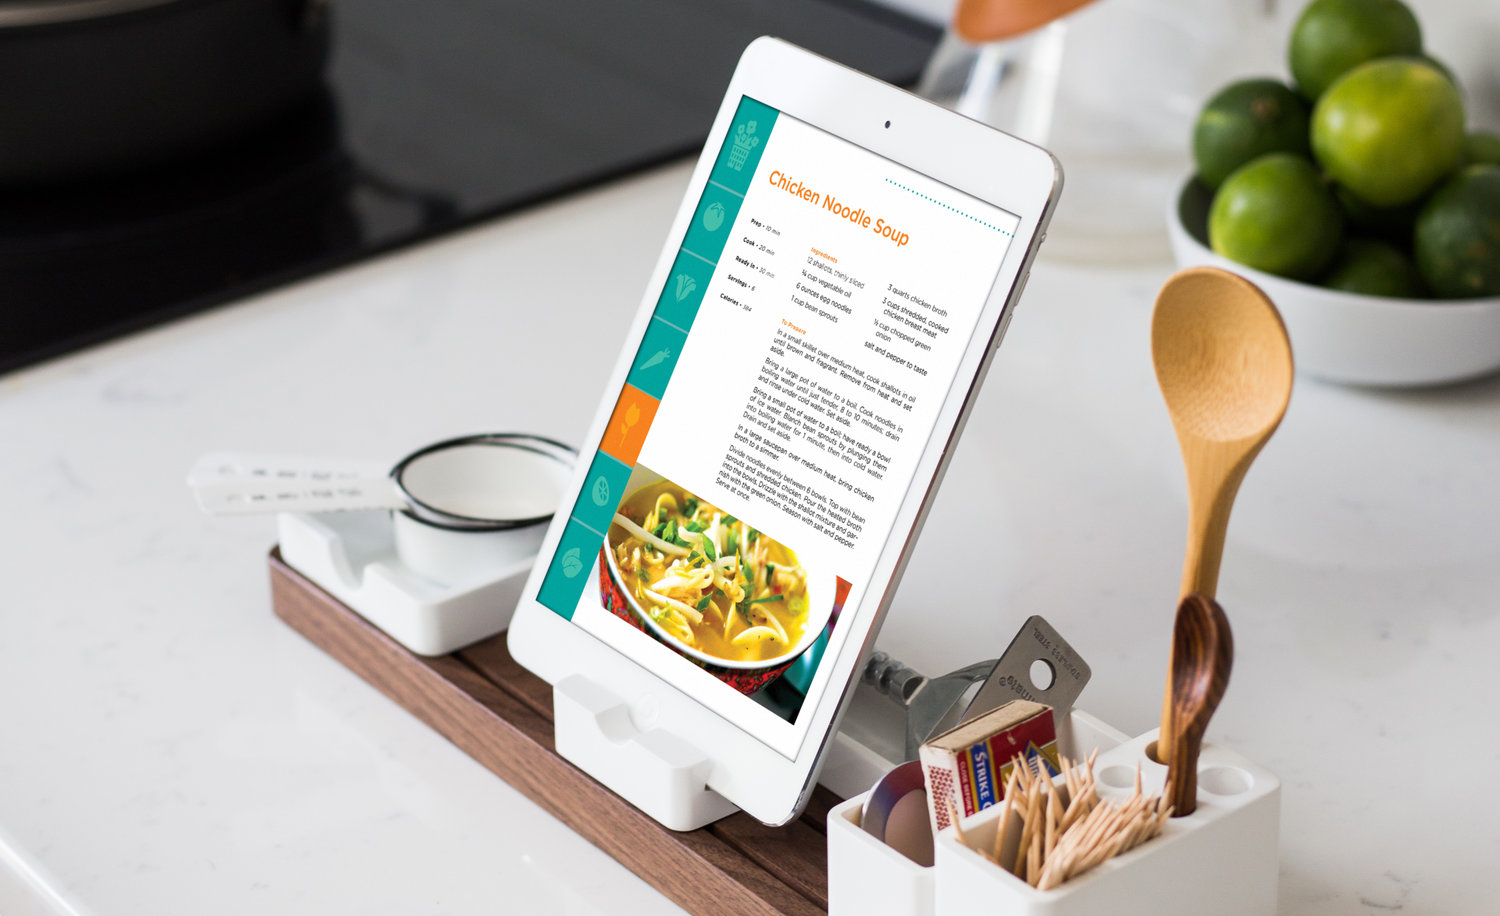 Chicken Noodle Soup
Prep • 10 min
Cook • 20 min
Ready in • 30 min
Servings • 6
Calories • 384
Ingredients
12 shallots, thinly sliced
¼ cup vegetable oil
6 ounces egg noodles
1 cup bean sprouts
3 quarts chicken broth
3 cups shredded, cooked
chicken breast meat
½ cup chopped green
onion
salt and pepper to taste
To Prepare
In a small skillet over medium heat, cook shallots in oil
until brown and fragrant. Remove from heat and set
aside.
Bring a large pot of water to a boil. Cook noodles in
boiling water until just tender, 8 to 10 minutes, drain
and rinse under cold water. Set aside.
Bring a small pot of water to a boil; have ready a bowl
of ice water. Blanch bean sprouts by plunging them
into boiling water for 1 minute, then into cold water.
Drain and set aside.
In a large saucepan over medium heat, bring chicken
broth to a simmer.
Divide noodles evenly between 6 bowls. Top with bean
sprouts and shredded chicken. Pour the heated broth
into the bowls. Drizzle with the shallot mixture and gar-
nish with the green onion. Season with salt and pepper.
Serve at once.
STAINLESS STEEL
STRIKE
CLOSE BEFORE